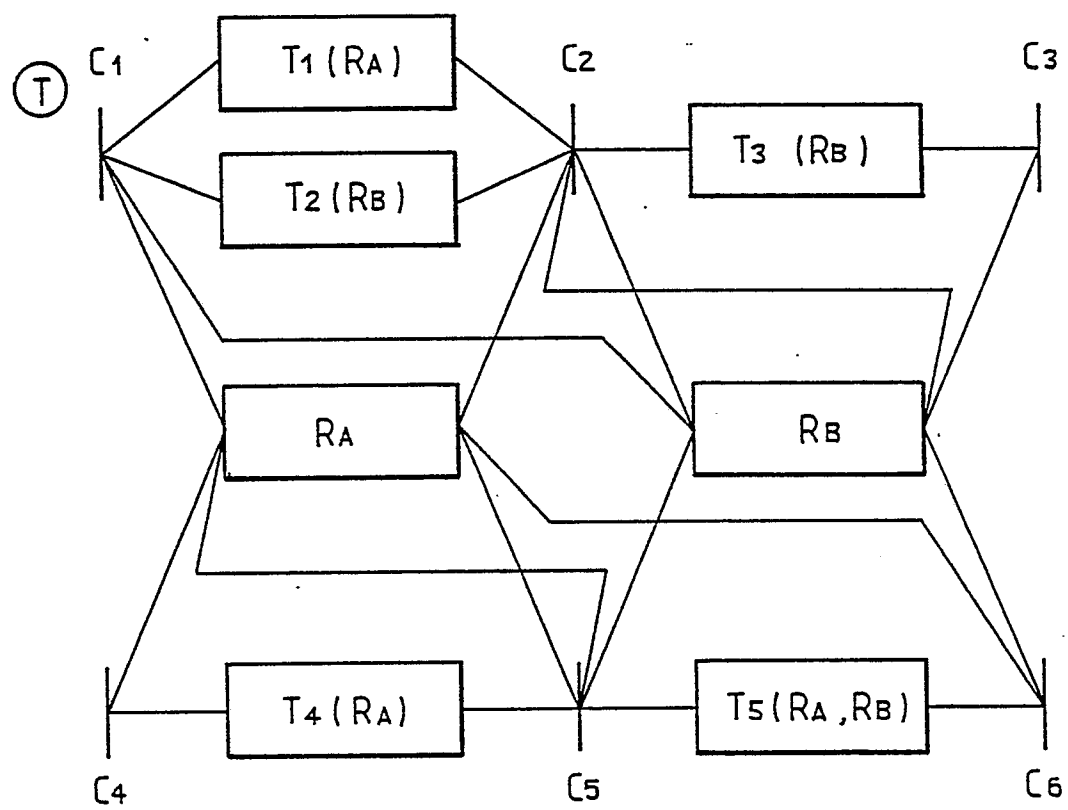 C1
T1 (RA)
C2
C3
T
T2 (RB)
T3 (RB)
RA
RB
T4 (RA)
T5 (RA, RB)
C4
C5
C6